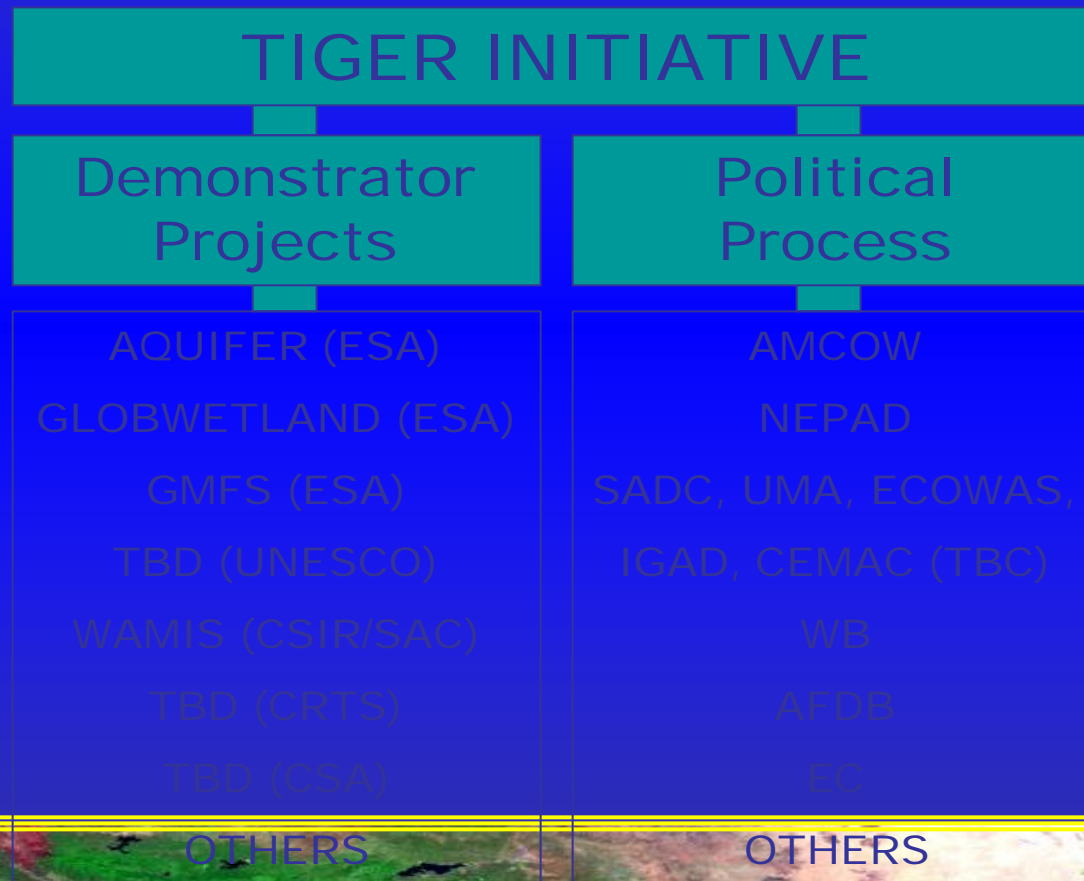 TIGER INITIATIVE
Demonstrator
Projects
AQUIFER (ESA)
GLOBWETLAND (ESA)
GMFS (ESA)
TBD (UNESCO)
WAMIS (CSIR/SAC)
TBD (CRTS)
TBD (CSA)
OTHERS
Political
Process
AMCOW
NEPAD
SADC, UMA, ECOWAS,
IGAD, CEMAC (TBC)
WB
AFDB
EC
OTHERS